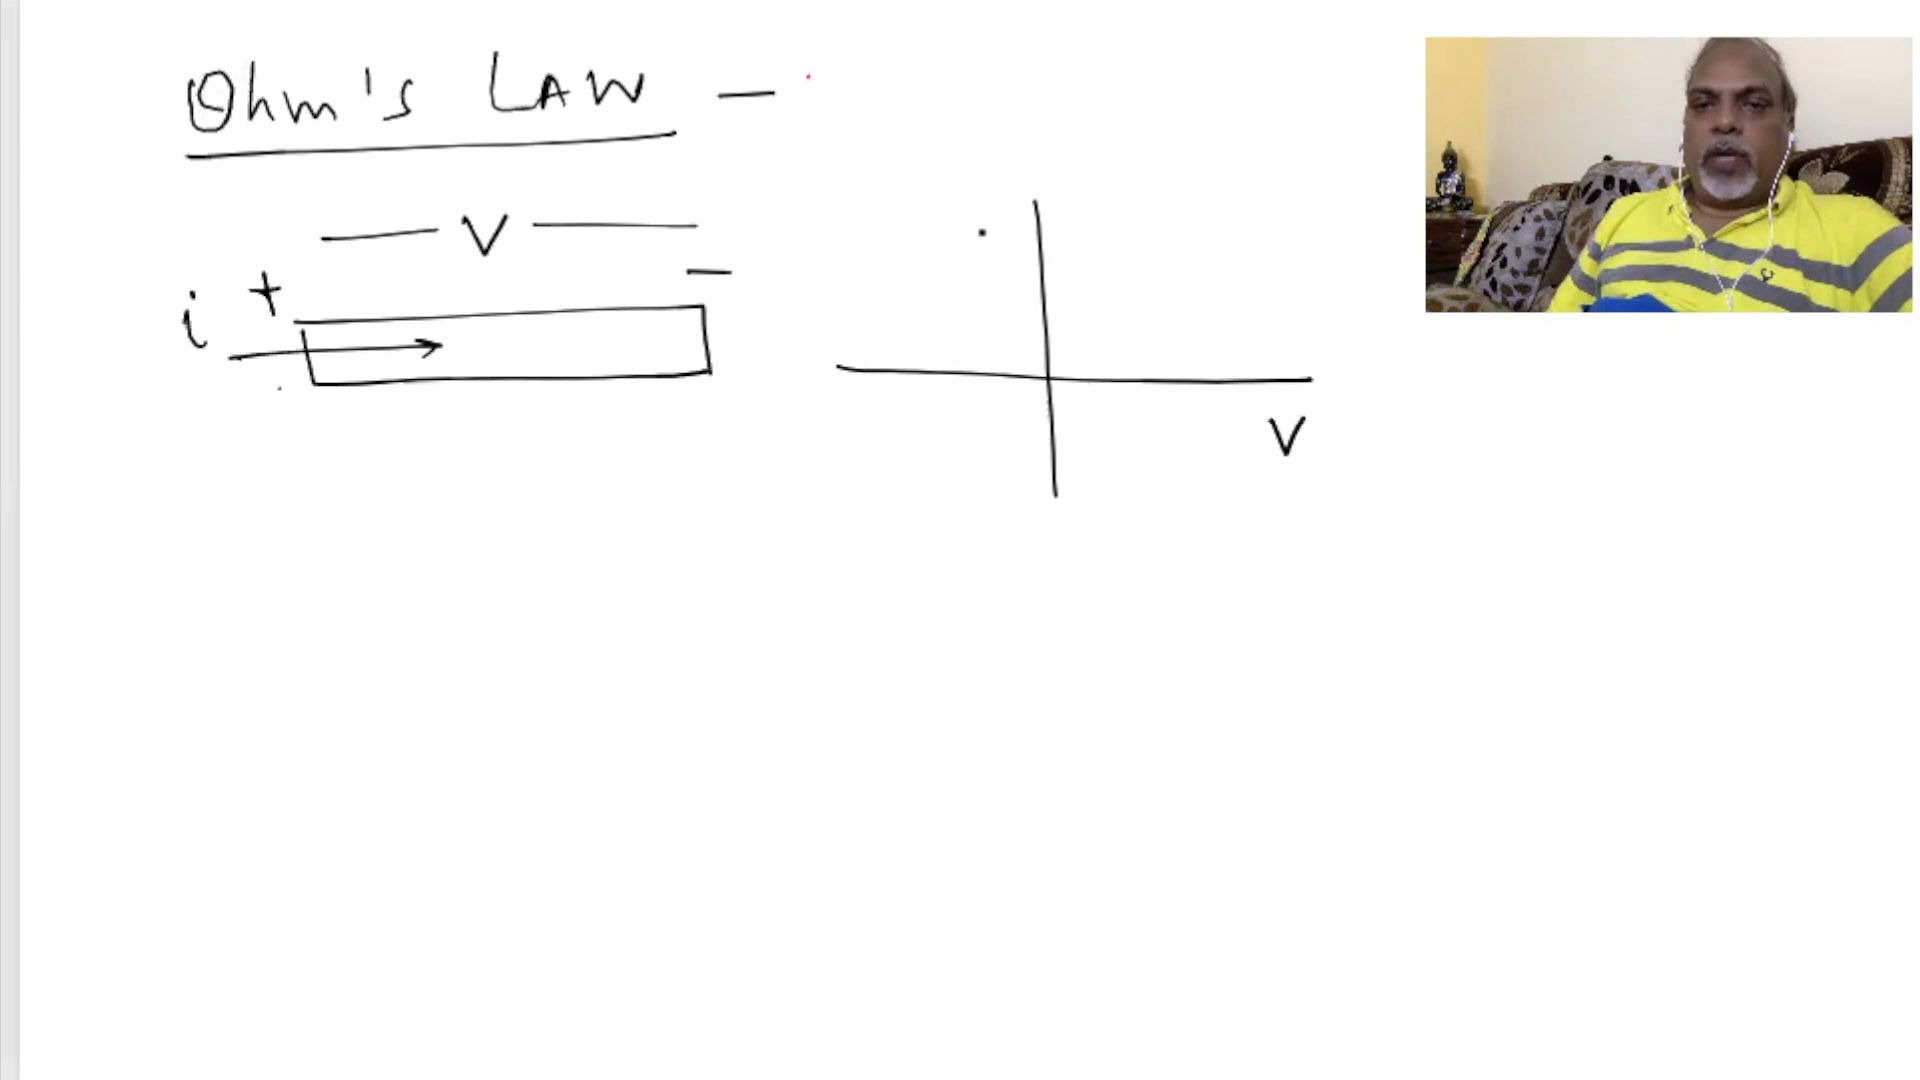 Ohm's LAW –
— V —
i + –
V